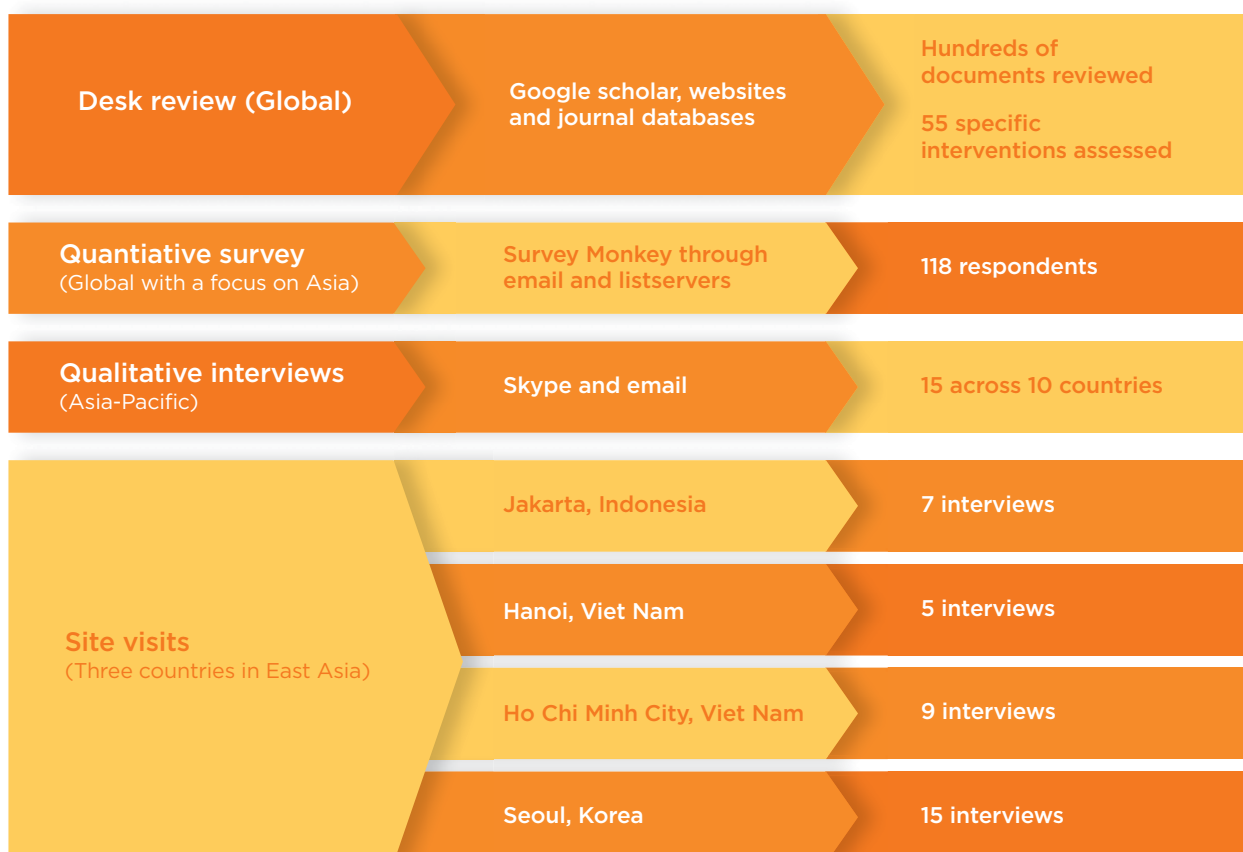 Desk review (Global)
Google scholar, websites
and journal databases
Hundreds of
documents reviewed
55 specific
interventions assessed
Quantiative survey
(Global with a focus on Asia)
Survey Monkey through
email and listservers
118 respondents
Qualitative interviews
(Asia-Pacific)
Skype and email
15 across 10 countries
Site visits
(Three countries in East Asia)
Jakarta, Indonesia
7 interviews
Hanoi, Viet Nam
5 interviews
Ho Chi Minh City, Viet Nam
9 interviews
Seoul, Korea
15 interviews